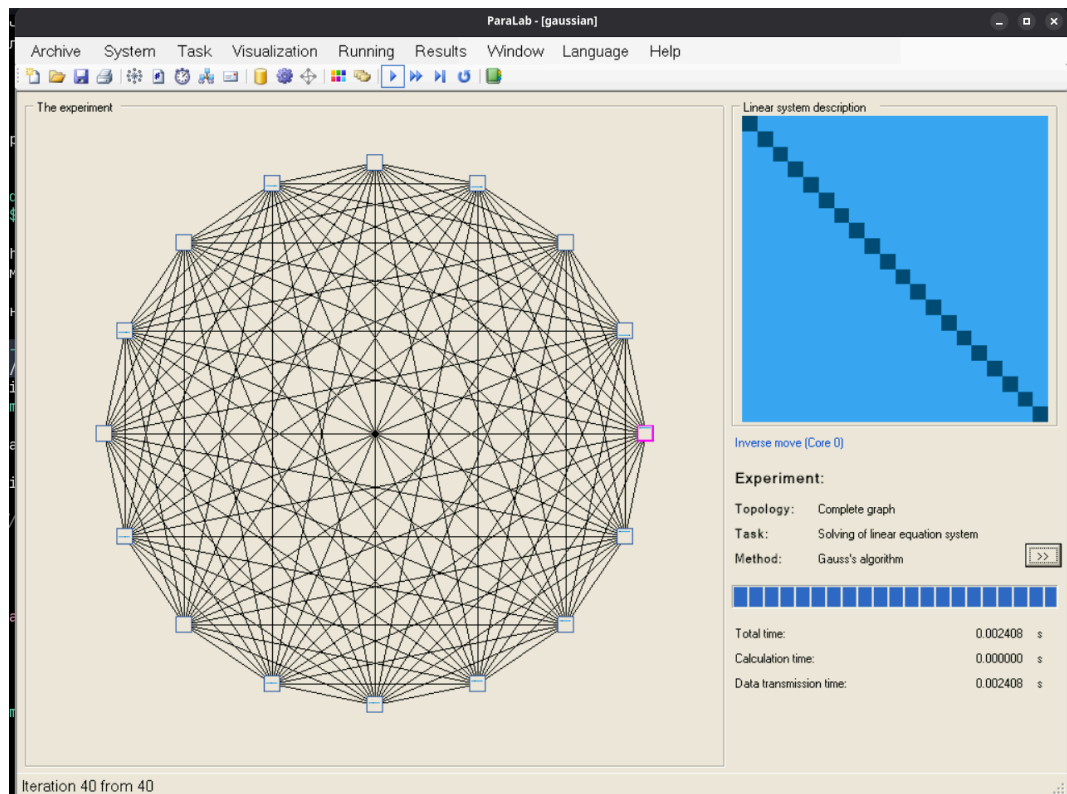 ParaLab - [gaussian]
Archive System Task Visualization Running Results Window Language Help
The experiment
Linear system description
Inverse move (Core 0)
Experiment:
Topology: Complete graph
Task: Solving of linear equation system
Method: Gauss's algorithm
>>
Total time: 0.002408 s
Calculation time: 0.000000 s
Data transmission time: 0.002408 s
Iteration 40 from 40